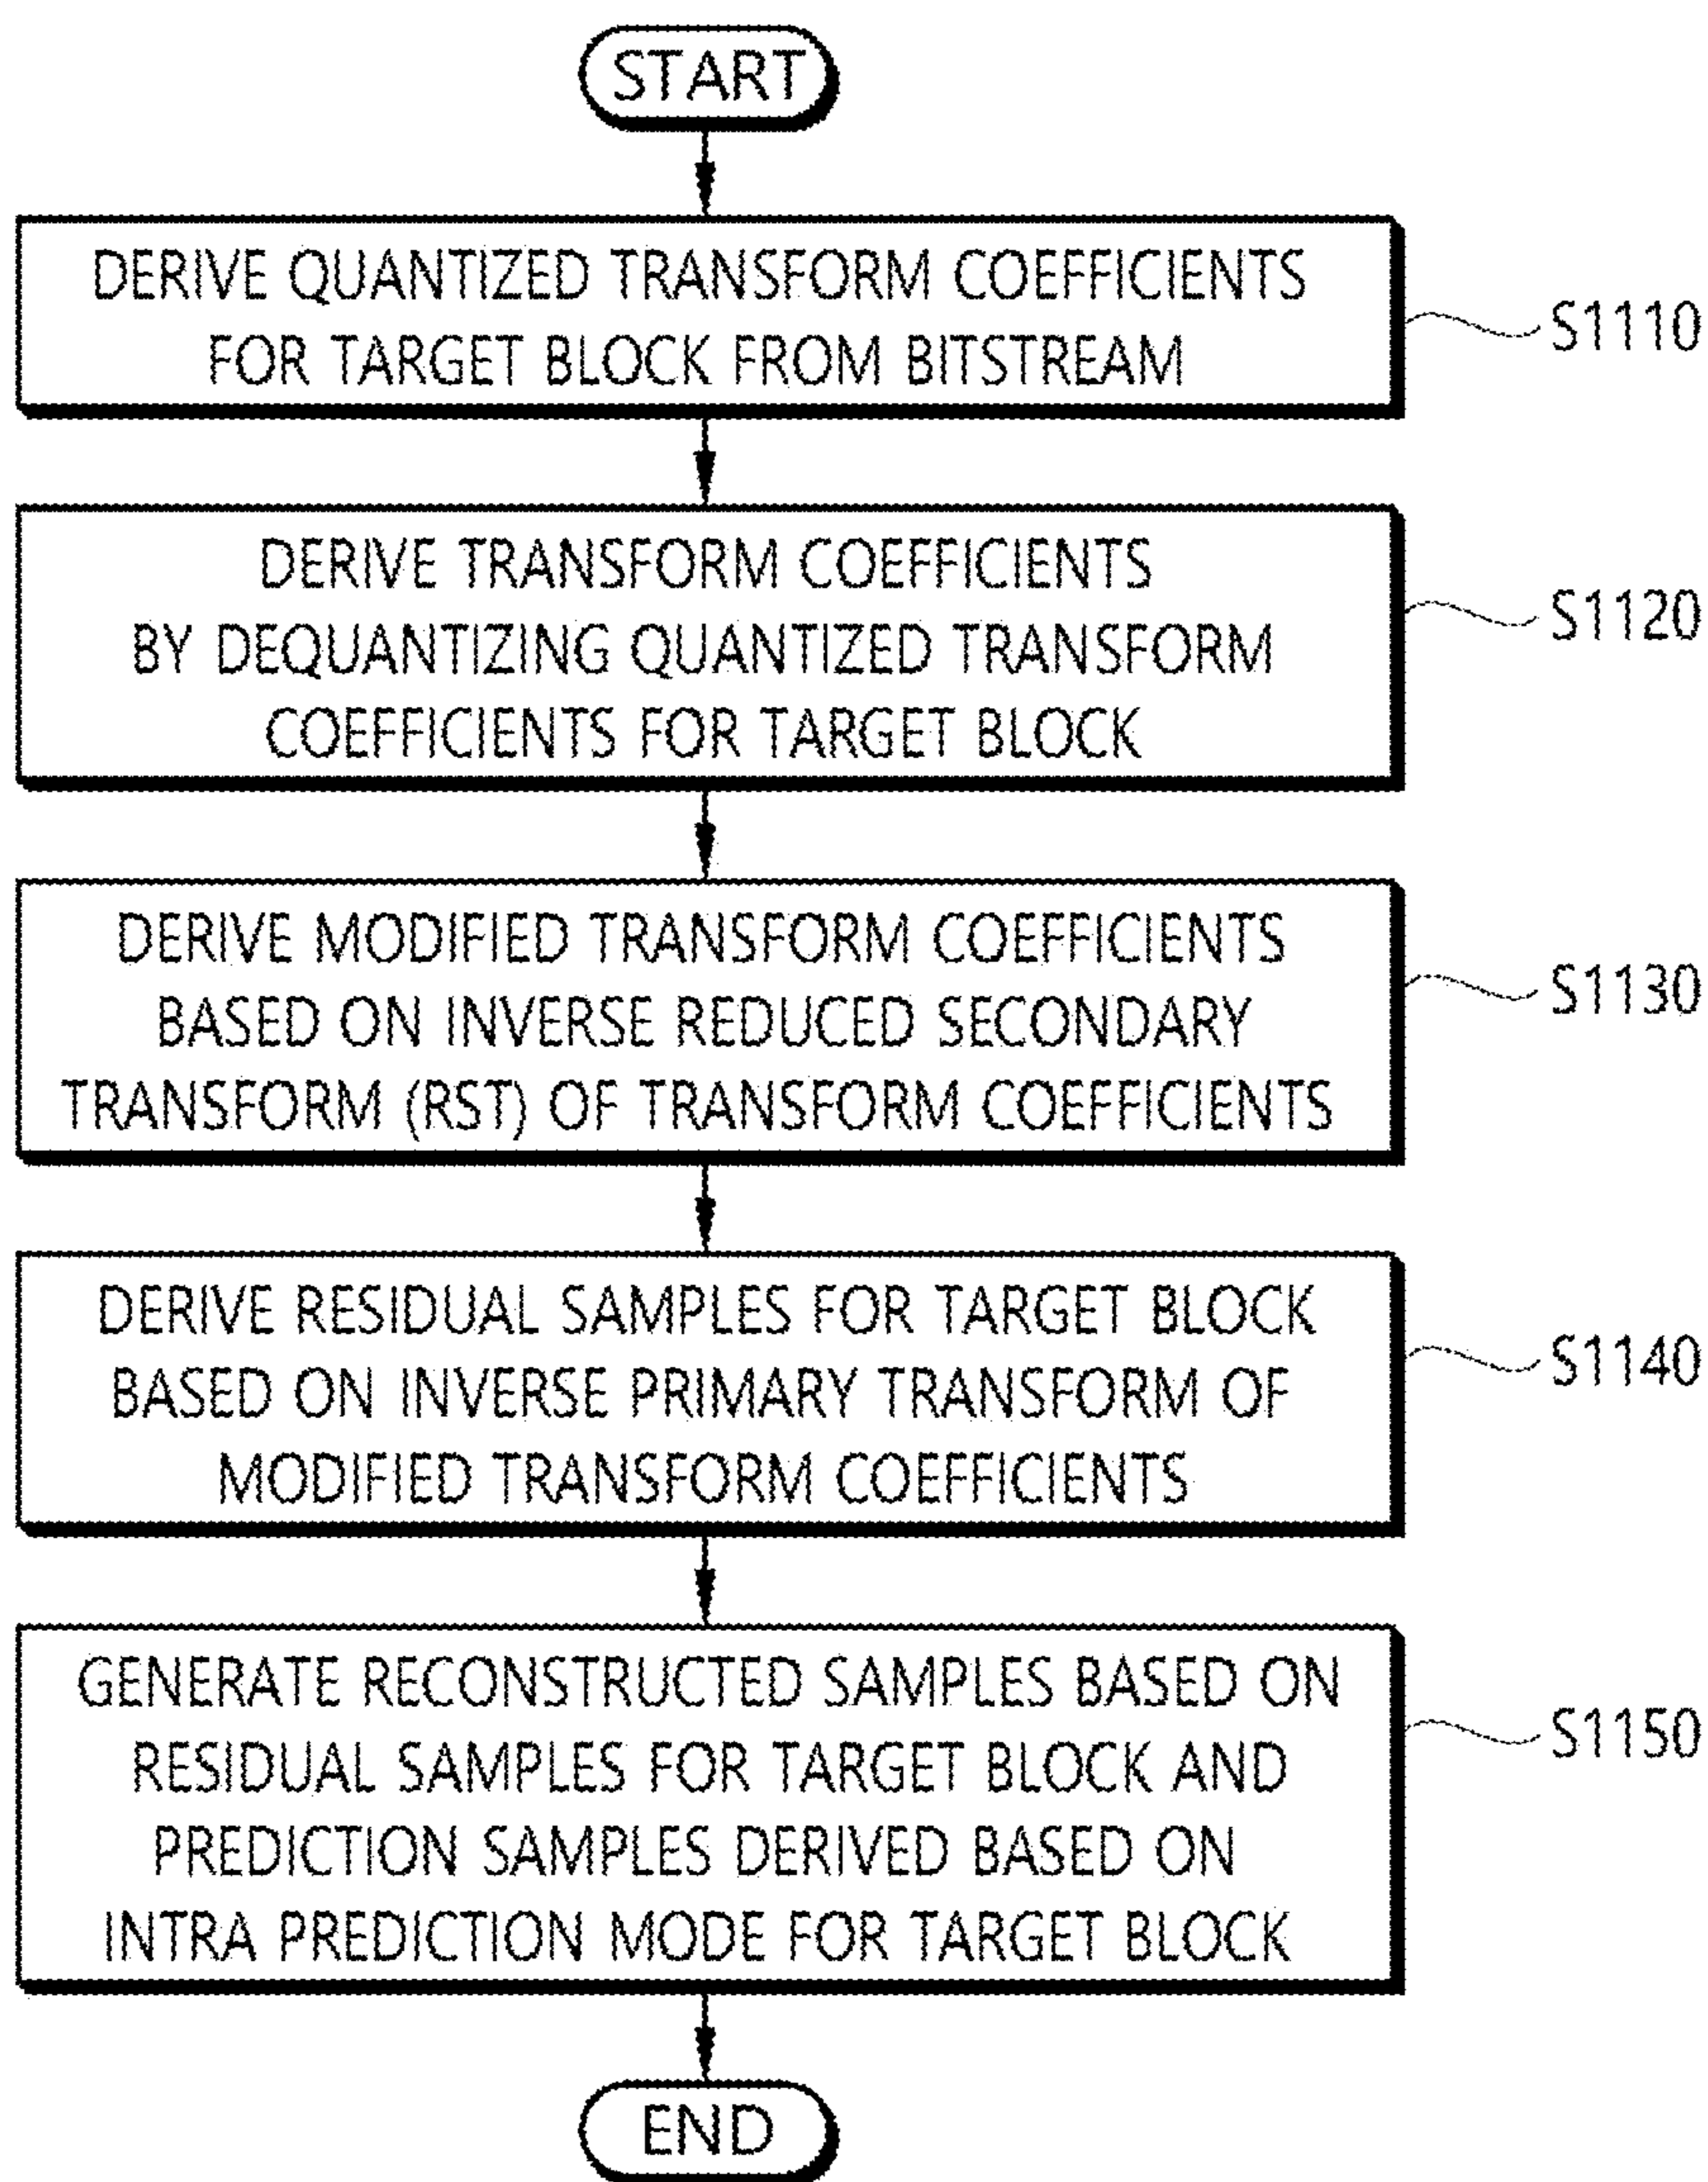 START
DERIVE QUANTIZED TRANSFORM COEFFICIENTS
FOR TARGET BLOCK FROM BITSTREAM
S1110
DERIVE TRANSFORM COEFFICIENTS
BY DEQUANTIZING QUANTIZED TRANSFORM
COEFFICIENTS FOR TARGET BLOCK
S1120
DERIVE MODIFIED TRANSFORM COEFFICIENTS
BASED ON INVERSE REDUCED SECONDARY
TRANSFORM (RST) OF TRANSFORM COEFFICIENTS
S1130
DERIVE RESIDUAL SAMPLES FOR TARGET BLOCK
BASED ON INVERSE PRIMARY TRANSFORM OF
MODIFIED TRANSFORM COEFFICIENTS
S1140
GENERATE RECONSTRUCTED SAMPLES BASED ON
RESIDUAL SAMPLES FOR TARGET BLOCK AND
PREDICTION SAMPLES DERIVED BASED ON
INTRA PREDICTION MODE FOR TARGET BLOCK
S1150
END